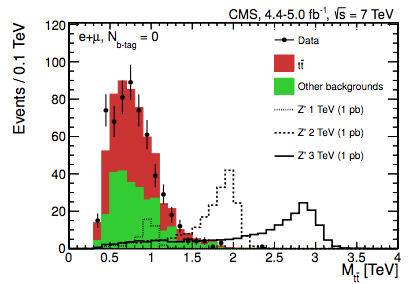 CMS, 4.4-5.0 fb⁻¹, √s = 7 TeV
e+μ, N_b-tag = 0
Data
tt̄
Other backgrounds
Z' 1 TeV (1 pb)
Z' 2 TeV (1 pb)
Z' 3 TeV (1 pb)
Events / 0.1 TeV
120
100
80
60
40
20
0
0 0.5 1 1.5 2 2.5 3 3.5 4
M_tt̄ [TeV]